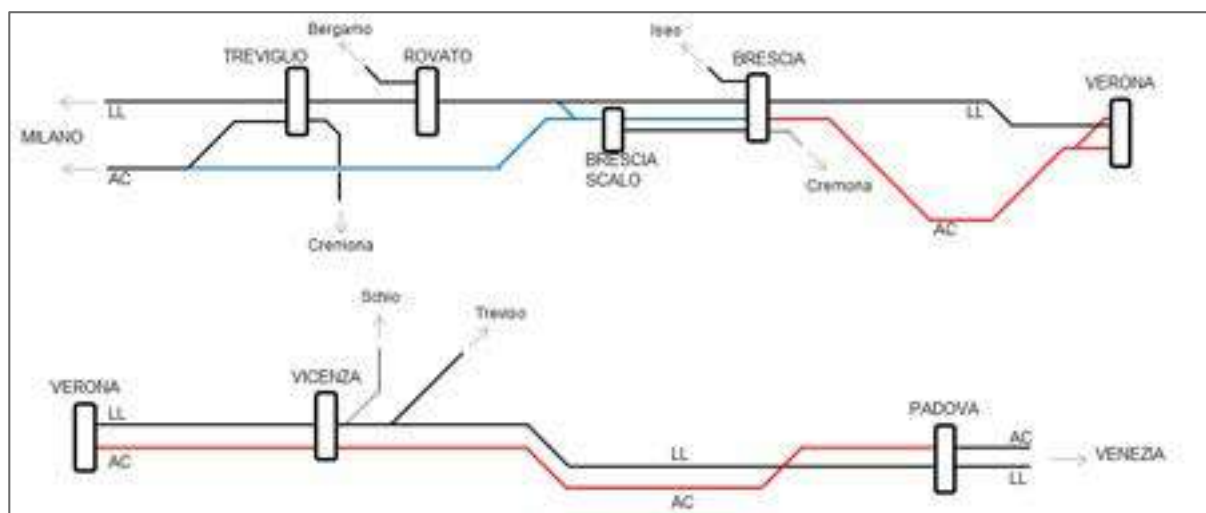 Bergamo
Iseo
TREVIGLIO
ROVATO
BRESCIA
VERONA
LL
LL
MILANO
AC
BRESCIA
SCALO
Cremona
AC
Cremona
Schio
Treviso
VERONA
VICENZA
LL
PADOVA
AC
LL
AC
VENEZIA
LL
AC